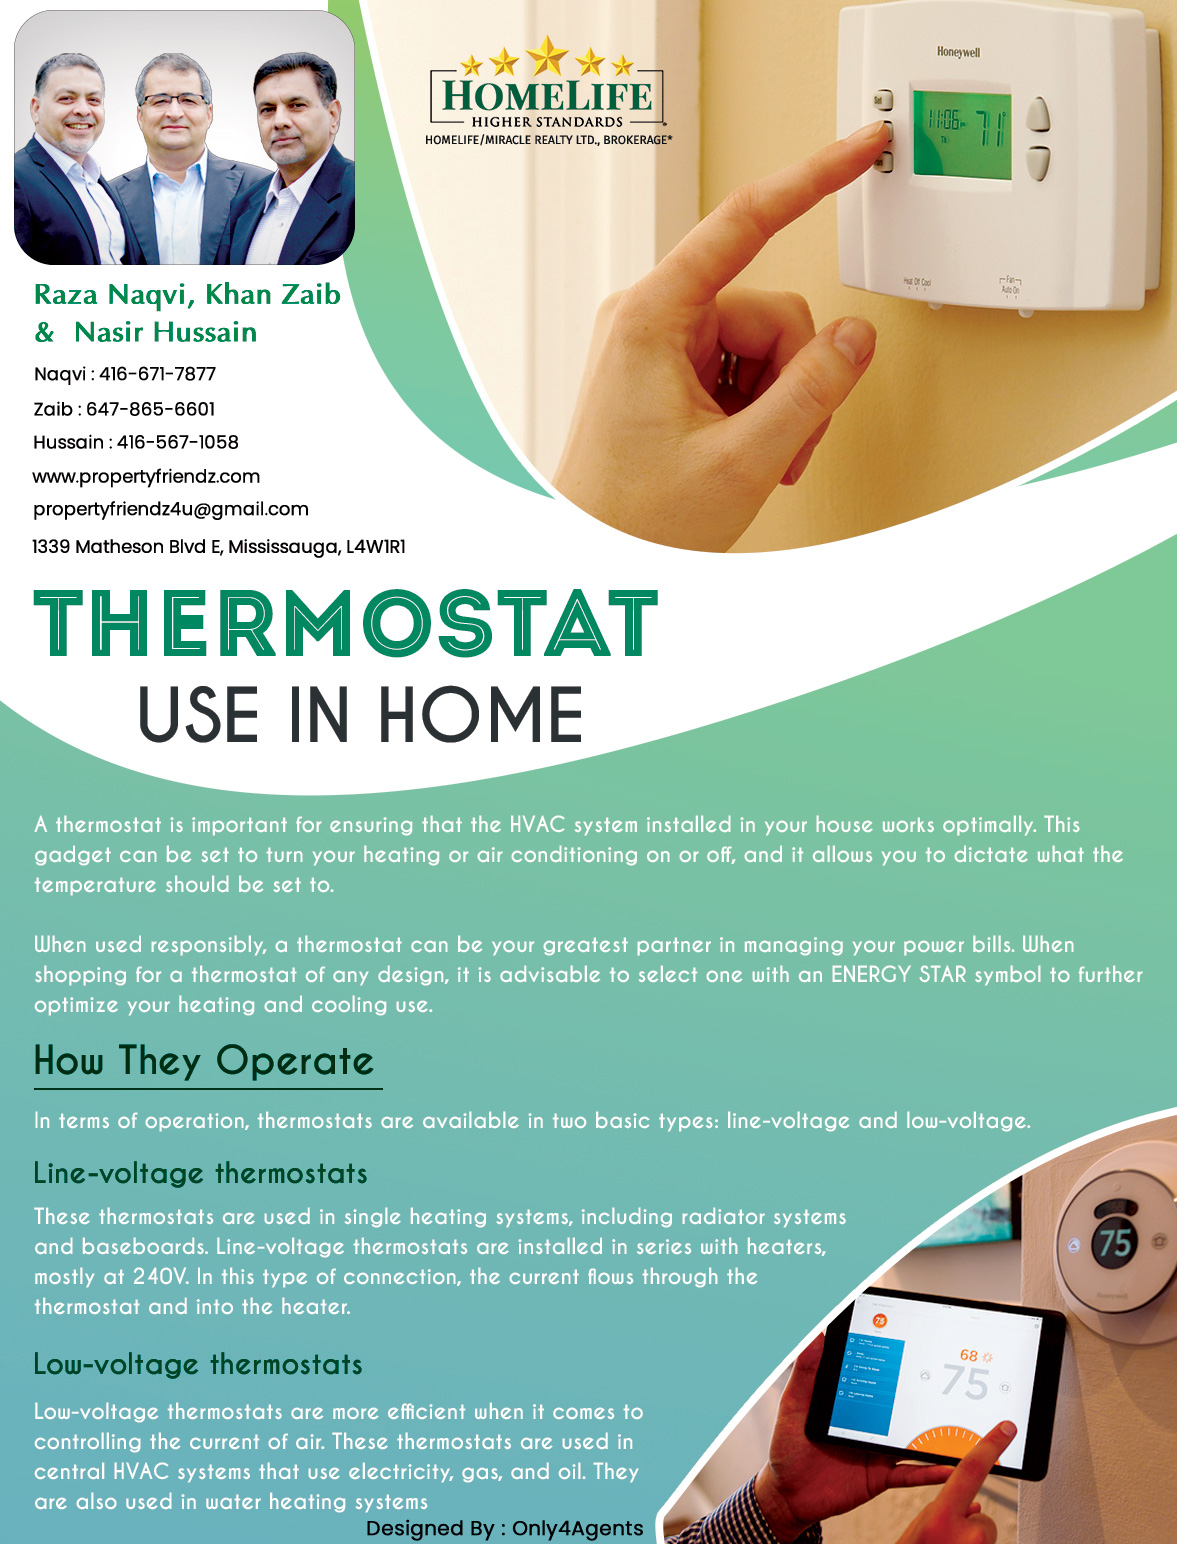 HOMELIFE
HIGHER STANDARDS
HOMELIFE/MIRACLE REALTY LTD., BROKERAGE*
Honeywell
Set
11:06
71°
Heat Off Cool
Fan
Auto On
Raza Naqvi, Khan Zaib
& Nasir Hussain
Naqvi : 416-671-7877
Zaib : 647-865-6601
Hussain : 416-567-1058
www.propertyfriendz.com
propertyfriendz4u@gmail.com
1339 Matheson Blvd E, Mississauga, L4W1R1
THERMOSTAT
USE IN HOME
A thermostat is important for ensuring that the HVAC system installed in your house works optimally. This
gadget can be set to turn your heating or air conditioning on or off, and it allows you to dictate what the
temperature should be set to.
When used responsibly, a thermostat can be your greatest partner in managing your power bills. When
shopping for a thermostat of any design, it is advisable to select one with an ENERGY STAR symbol to further
optimize your heating and cooling use.
How They Operate
In terms of operation, thermostats are available in two basic types: line-voltage and low-voltage.
Line-voltage thermostats
These thermostats are used in single heating systems, including radiator systems
and baseboards. Line-voltage thermostats are installed in series with heaters,
mostly at 240V. In this type of connection, the current flows through the
thermostat and into the heater.
Low-voltage thermostats
Low-voltage thermostats are more efficient when it comes to
controlling the current of air. These thermostats are used in
central HVAC systems that use electricity, gas, and oil. They
are also used in water heating systems
75
Honeywell
75
68
75
Designed By : Only4Agents